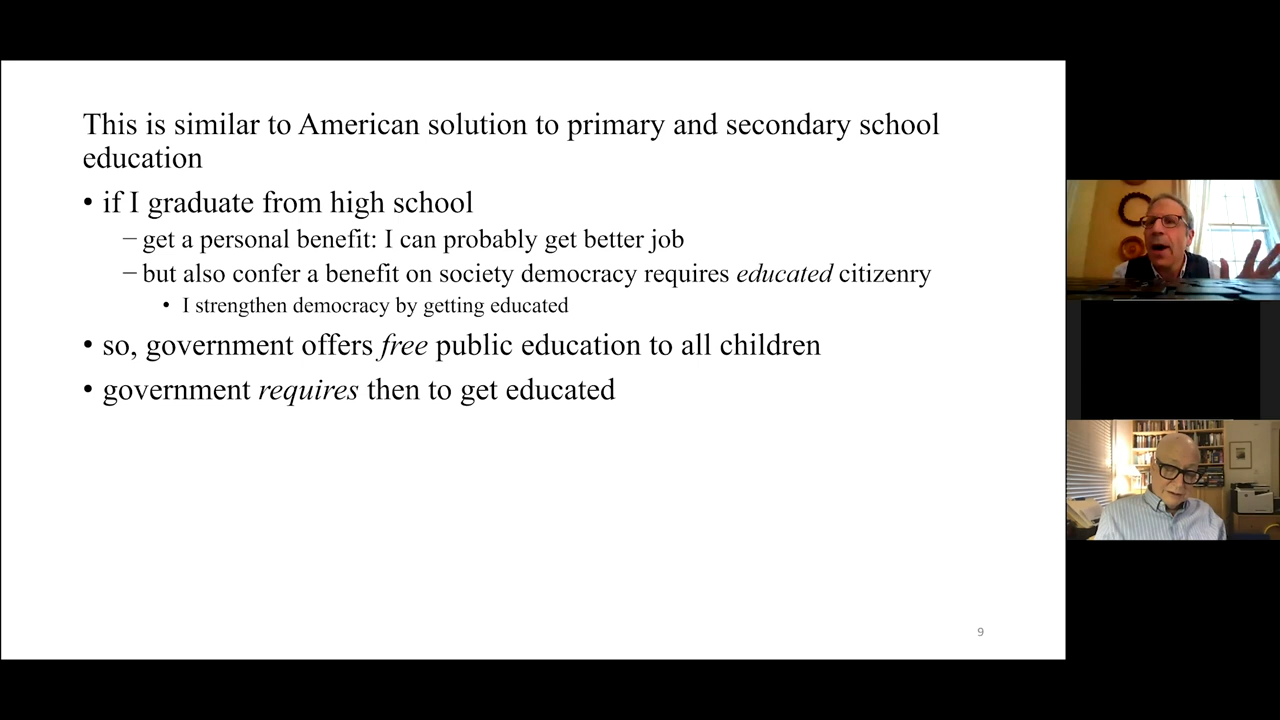 This is similar to American solution to primary and secondary school
education
• if I graduate from high school
– get a personal benefit: I can probably get better job
– but also confer a benefit on society democracy requires educated citizenry
• I strengthen democracy by getting educated
• so, government offers free public education to all children
• government requires then to get educated
9